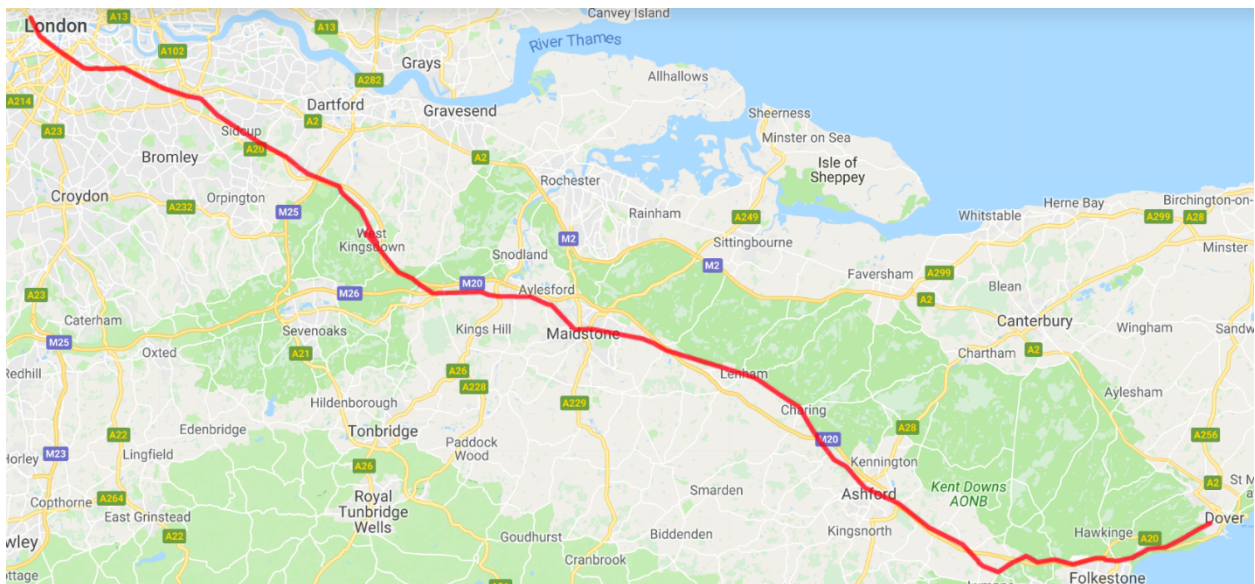 Canvey Island
A13
London
A13
River Thames
A102
Grays
Allhallows
A282
A214
Dartford
Gravesend
Sheerness
A23
A2
Sidcup
Minster on Sea
A20
Bromley
A2
Isle of
Sheppey
Rochester
Croydon
Orpington
Birchington-on-
Herne Bay
A232
M25
Rainham
A249
Whitstable
A299
A28
West
Kingsdown
M2
Sittingbourne
Minster
Snodland
M2
Faversham
A299
M20
Aylesford
A23
M26
A2
Blean
Caterham
Sevenoaks
Kings Hill
Maidstone
Canterbury
Wingham
Sandw
M25
Oxted
A21
Chartham
A2
Redhill
A26
Lenham
A228
Aylesham
Hildenborough
A229
Charing
Edenbridge
Tonbridge
A28
A256
A22
M20
Horley
M23
Lingfield
Paddock
Wood
Kennington
A26
A2
St M
Smarden
Ashford
Kent Downs
AONB
A264
Copthorne
Royal
Tunbridge
Wells
Dover
East Grinstead
Kingsnorth
Hawkinge
A20
A22
Goudhurst
Biddenden
wley
Cranbrook
Folkestone
ottage